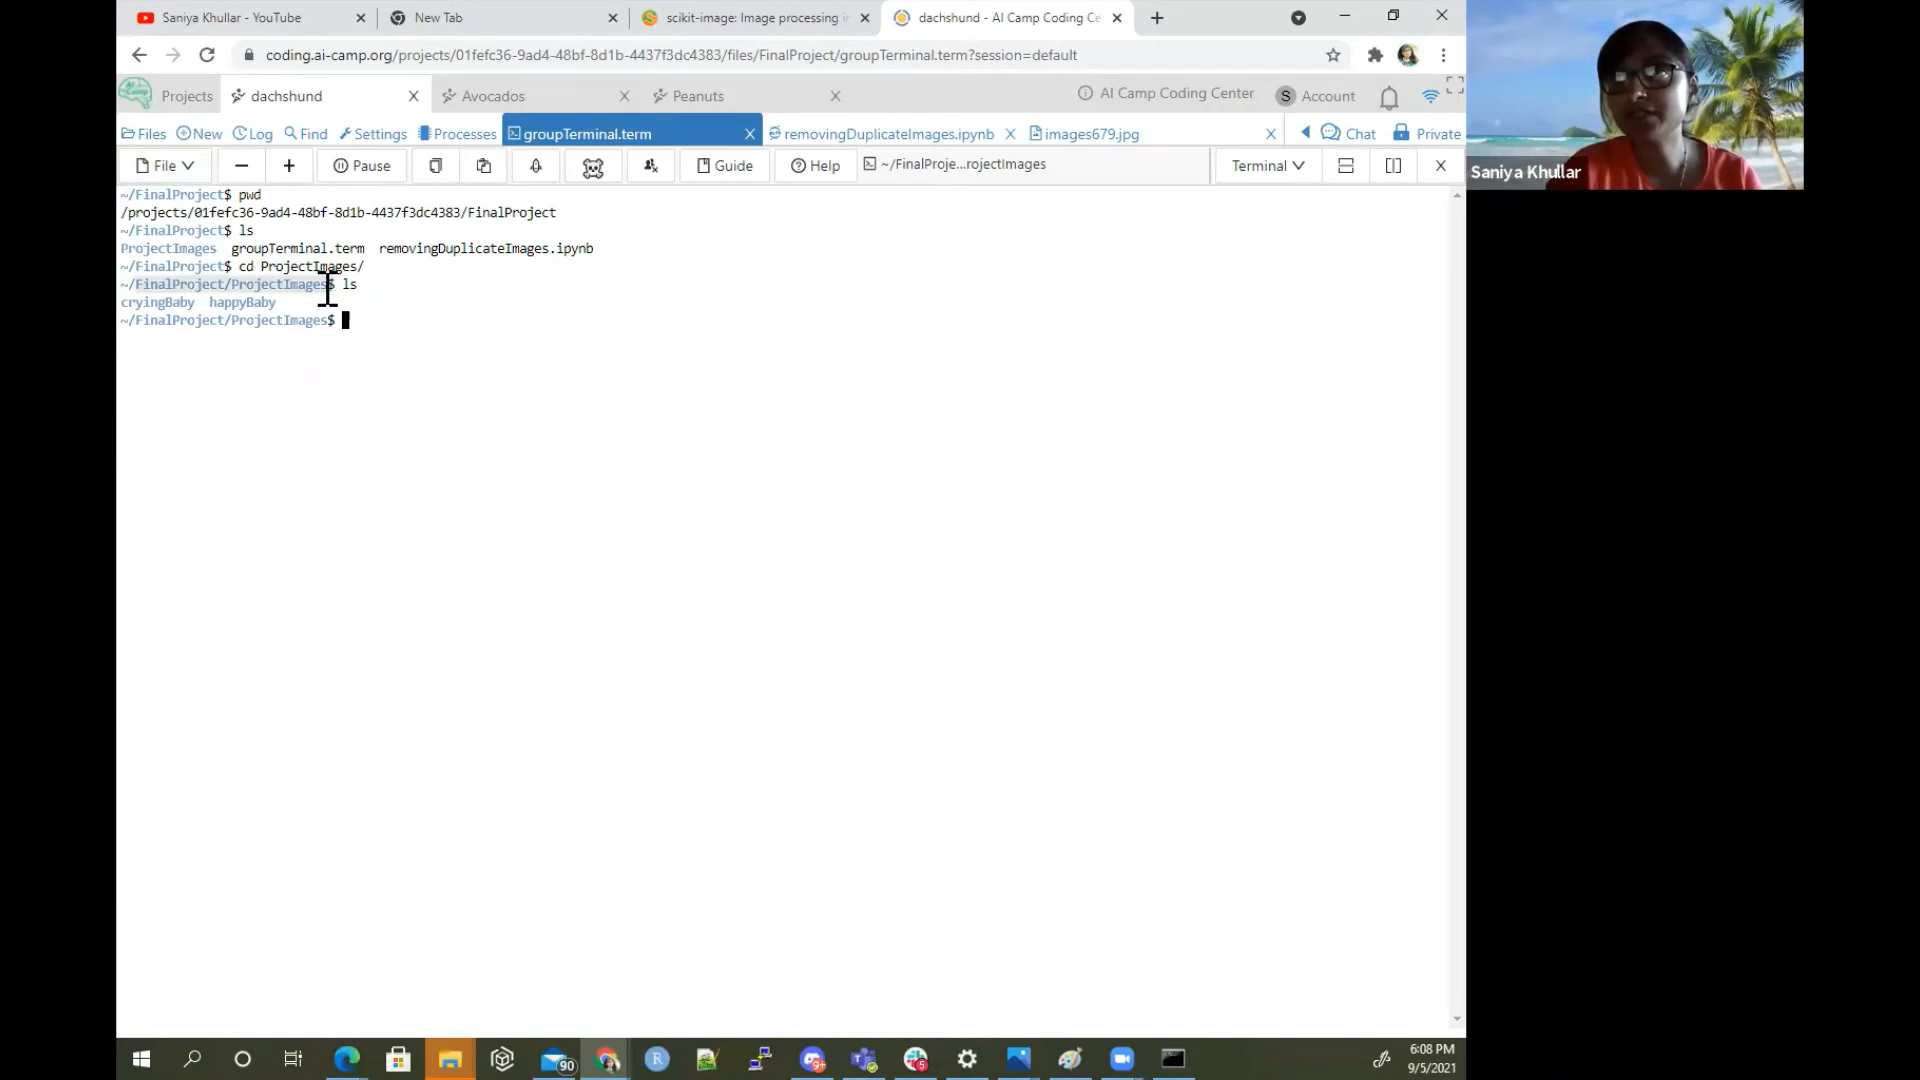 Saniya Khullar - YouTube
New Tab
scikit-image: Image processing i
dachshund - AI Camp Coding Ce
coding.ai-camp.org/projects/01fefc36-9ad4-48bf-8d1b-4437f3dc4383/files/FinalProject/groupTerminal.term?session=default
Projects
dachshund
Avocados
Peanuts
AI Camp Coding Center
S Account
Files
New
Log
Find
Settings
Processes
groupTerminal.term
removingDuplicateImages.ipynb
images679.jpg
Chat
Private
File
Pause
Guide
Help
~/FinalProje...rojectImages
Terminal
Saniya Khullar
~/FinalProject$ pwd
/projects/01fefc36-9ad4-48bf-8d1b-4437f3dc4383/FinalProject
~/FinalProject$ ls
ProjectImages groupTerminal.term removingDuplicateImages.ipynb
~/FinalProject$ cd ProjectImages/
~/FinalProject/ProjectImages$ ls
cryingBaby happyBaby
~/FinalProject/ProjectImages$
90
R
9+
5
6:08 PM
9/5/2021